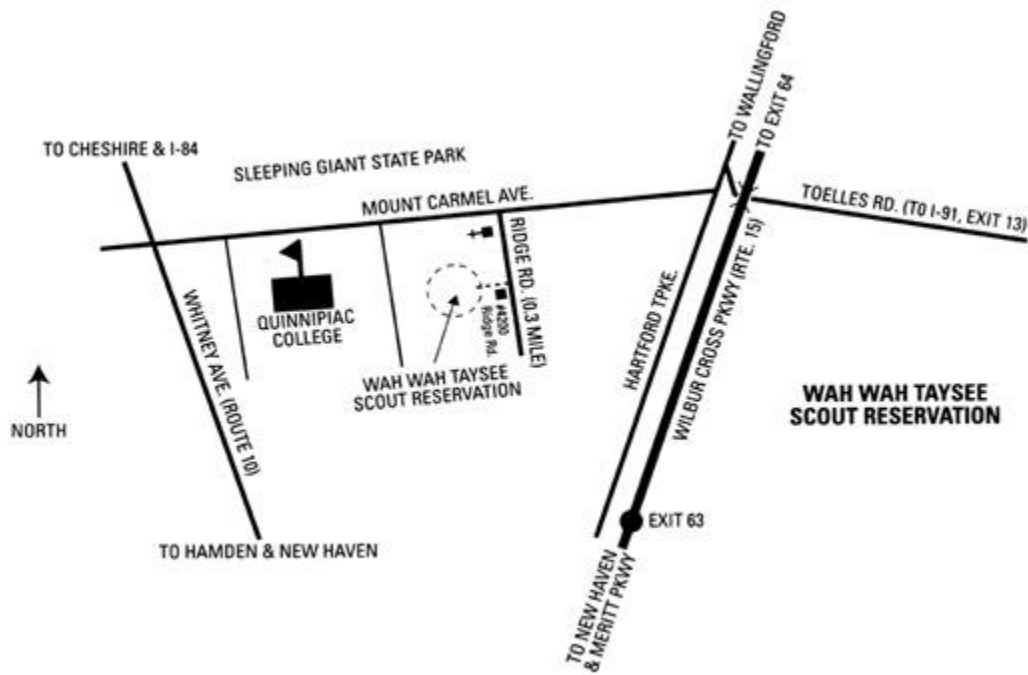 TO WALLINGFORD
TO EXIT 64
TO CHESHIRE & I-84
SLEEPING GIANT STATE PARK
MOUNT CARMEL AVE.
TOELLES RD. (T0 I-91, EXIT 13)
RIDGE RD. (0.3 MILE)
#4200
Ridge Rd.
QUINNIPIAC
COLLEGE
WHITNEY AVE. (ROUTE 10)
HARTFORD TPKE.
WILBUR CROSS PKWY (RTE. 15)
WAH WAH TAYSEE
SCOUT RESERVATION
WAH WAH TAYSEE
SCOUT RESERVATION
NORTH
EXIT 63
TO HAMDEN & NEW HAVEN
TO NEW HAVEN
& MERITT PKWY